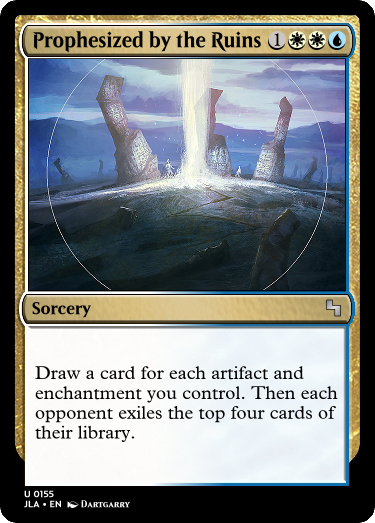 Prophesized by the Ruins 1
Sorcery
Draw a card for each artifact and
enchantment you control. Then each
opponent exiles the top four cards of
their library.
U 0155
JLA • EN Dartgarry